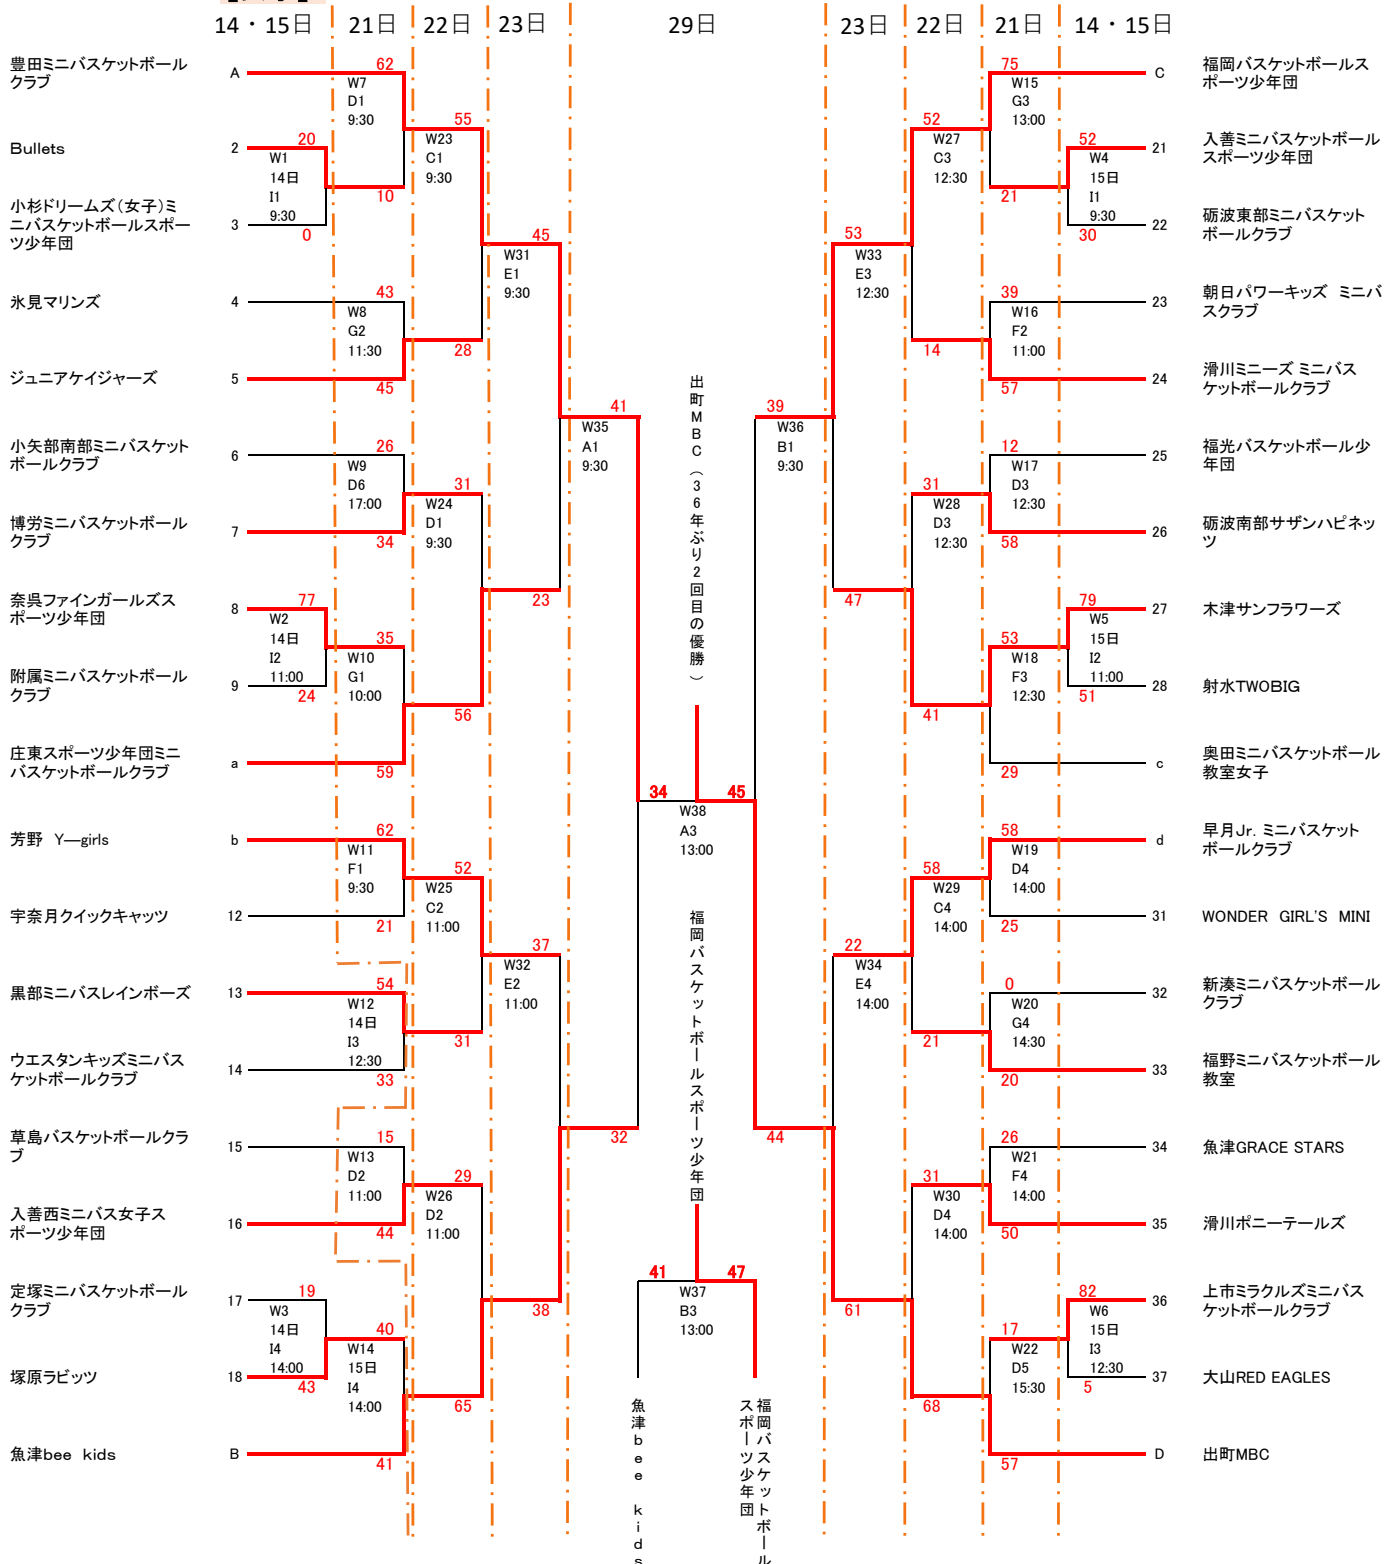 14・15日 21日 22日 23日 29日 23日 22日 21日 14・15日
豊田ミニバスケットボール
クラブ
A
62
W7
D1
9:30
Bullets
2
20
W1
14日
I1
9:30
10
小杉ドリームズ(女子)ミ
ニバスケットボールスポー
ツ少年団
3
0
55
W23
C1
9:30
氷見マリンズ
4
43
W8
G2
11:30
28
ジュニアケイジャーズ
5
45
45
W31
E1
9:30
小矢部南部ミニバスケット
ボールクラブ
6
26
W9
D6
17:00
博労ミニバスケットボール
クラブ
7
34
31
W24
D1
9:30
奈呉ファインガールズス
ポーツ少年団
8
77
W2
14日
I2
11:00
35
W10
G1
10:00
附属ミニバスケットボール
クラブ
9
24
23
56
庄東スポーツ少年団ミニ
バスケットボールクラブ
a
59
41
W35
A1
9:30
芳野 Y―girls
b
62
W11
F1
9:30
宇奈月クイックキャッツ
12
21
52
W25
C2
11:00
黒部ミニバスレインボーズ
13
54
W12
14日
I3
12:30
31
ウエスタンキッズミニバス
ケットボールクラブ
14
33
37
W32
E2
11:00
草島バスケットボールクラ
ブ
15
15
W13
D2
11:00
入善西ミニバス女子ス
ポーツ少年団
16
44
29
W26
D2
11:00
32
定塚ミニバスケットボール
クラブ
17
19
W3
14日
I4
14:00
38
塚原ラビッツ
18
43
40
W14
15日
I4
14:00
65
魚津bee kids
B
41
出町MBC(36年ぶり2回目の優勝)
34
45
W38
A3
13:00
福岡バスケットボールスポーツ少年団
41
47
W37
B3
13:00
魚津bee kids
福岡バスケットボール
スポーツ少年団
39
W36
B1
9:30
44
53
W33
E3
12:30
47
22
W34
E4
14:00
61
52
W27
C3
12:30
14
31
W28
D3
12:30
41
58
W29
C4
14:00
21
31
W30
D4
14:00
68
75
W15
G3
13:00
C
福岡バスケットボールス
ポーツ少年団
21
52
W4
15日
I1
9:30
21
入善ミニバスケットボール
スポーツ少年団
30
22
砺波東部ミニバスケット
ボールクラブ
39
W16
F2
11:00
23
朝日パワーキッズ ミニバ
スクラブ
57
24
滑川ミニーズ ミニバス
ケットボールクラブ
12
W17
D3
12:30
25
福光バスケットボール少
年団
58
26
砺波南部サザンハピネッ
ツ
53
W18
F3
12:30
79
W5
15日
I2
11:00
27
木津サンフラワーズ
51
28
射水TWOBIG
29
c
奥田ミニバスケットボール
教室女子
58
W19
D4
14:00
d
早月Jr. ミニバスケット
ボールクラブ
25
31
WONDER GIRL'S MINI
0
W20
G4
14:30
32
新湊ミニバスケットボール
クラブ
20
33
福野ミニバスケットボール
教室
26
W21
F4
14:00
34
魚津GRACE STARS
50
35
滑川ポニーテールズ
17
W22
D5
15:30
82
W6
15日
I3
12:30
36
上市ミラクルズミニバス
ケットボールクラブ
5
37
大山RED EAGLES
57
D
出町MBC